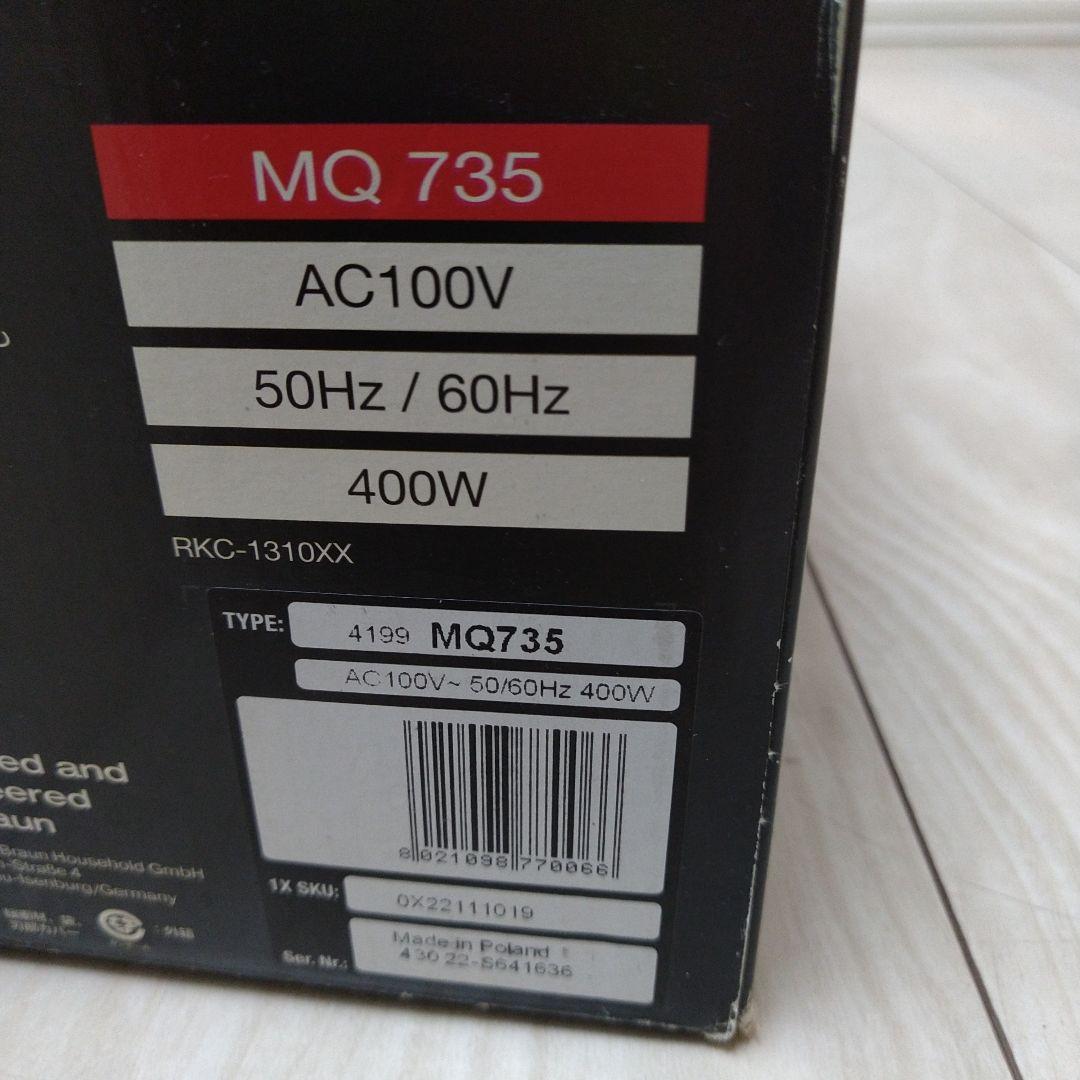 MQ 735
AC100V
50Hz / 60Hz
400W
RKC-1310XX
TYPE: 4199 MQ735
AC100V~ 50/60Hz 400W
8 021098 770066
1X SKU: 0X22111019
Ser. Nr.: Made in Poland
430 22-S641636
ed and
eered
aun
Braun Household GmbH
-Straße 4
u-Isenburg/Germany